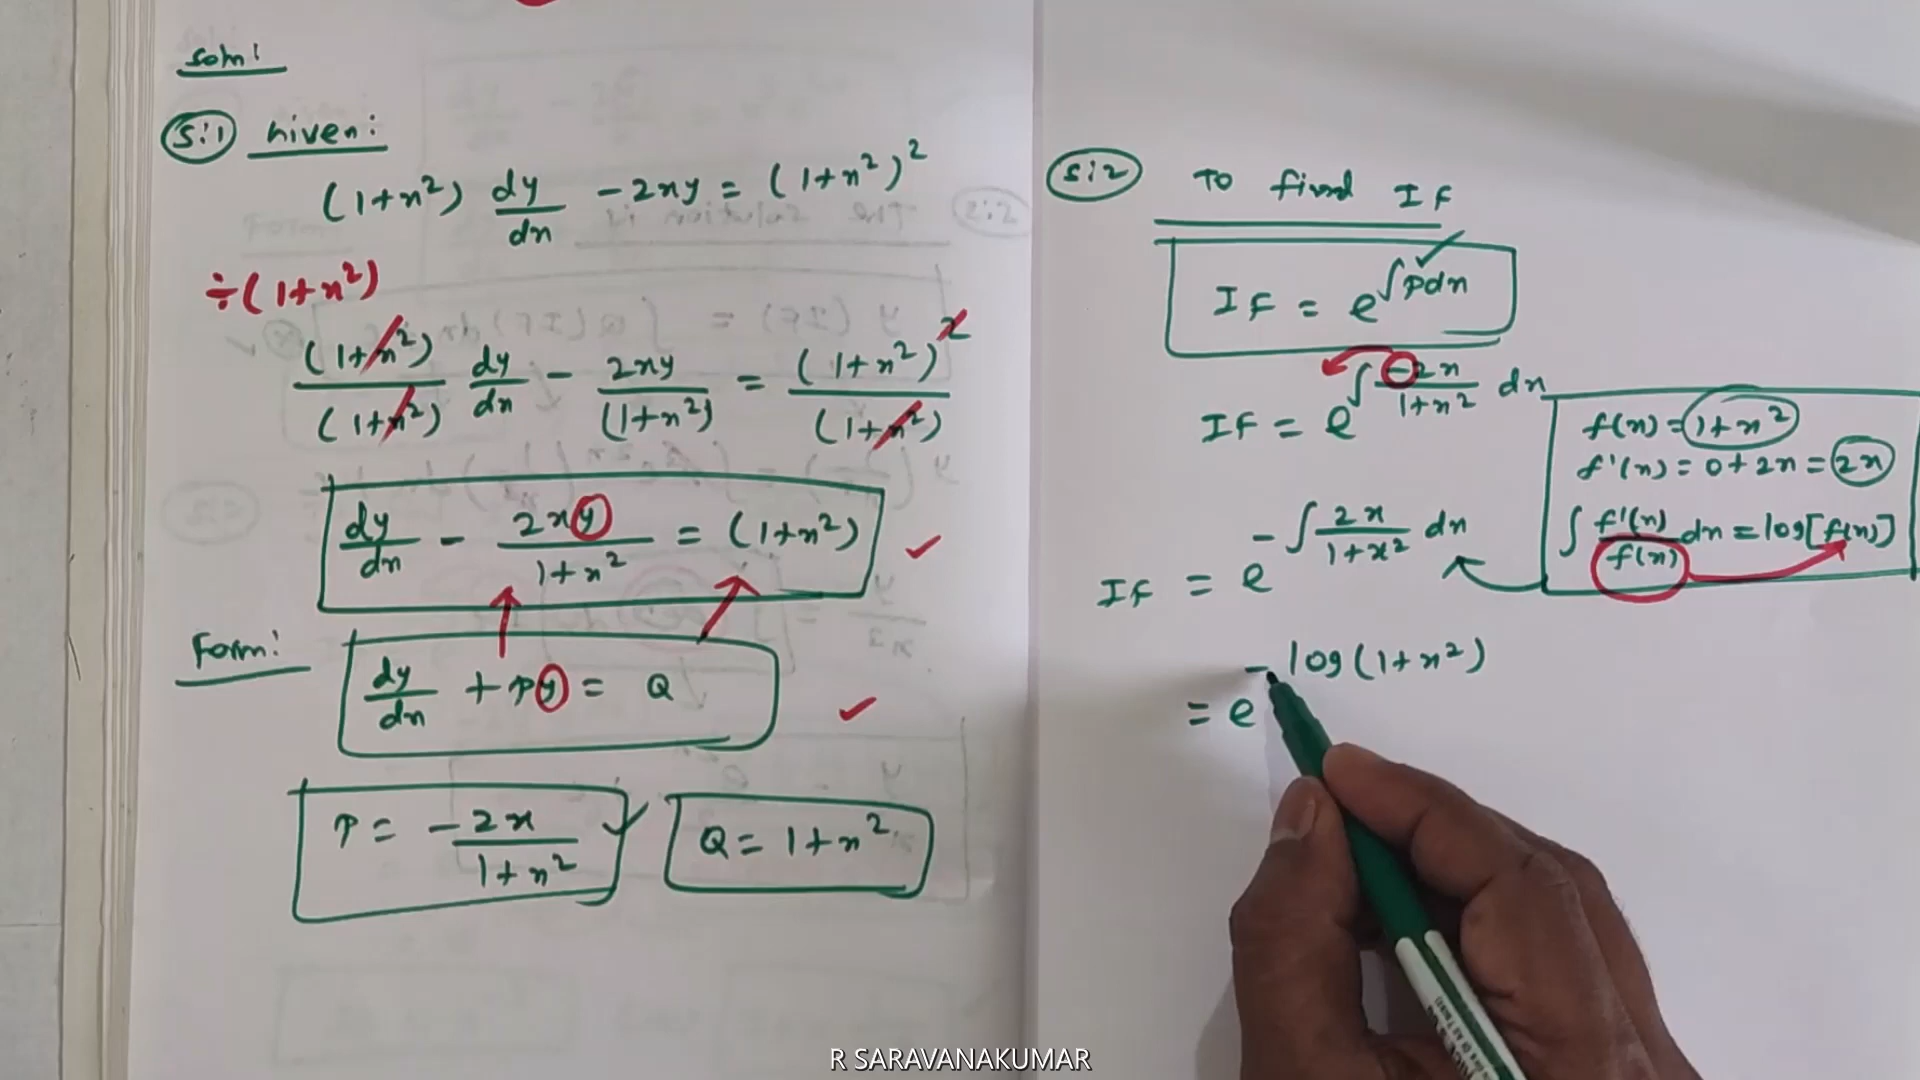 Soln:
S:1 Given:
(1+x²) dy/dx - 2xy = (1+x²)²
÷(1+x²)
(1+x²)/(1+x²) dy/dx - 2xy/(1+x²) = (1+x²)²/(1+x²)
dy/dx - 2xy/1+x² = (1+x²)
Form:
dy/dx + Py = Q
P = -2x/1+x²
Q = 1+x²
S:2 To find IF
IF = e^∫Pdx
IF = e^∫-2x/1+x² dx
f(x) = 1+x²
f'(x) = 0+2x = 2x
∫ f'(x)/f(x) dx = log[f(x)]
IF = e^-∫2x/1+x² dx
= e^-log(1+x²)
R SARAVANAKUMAR